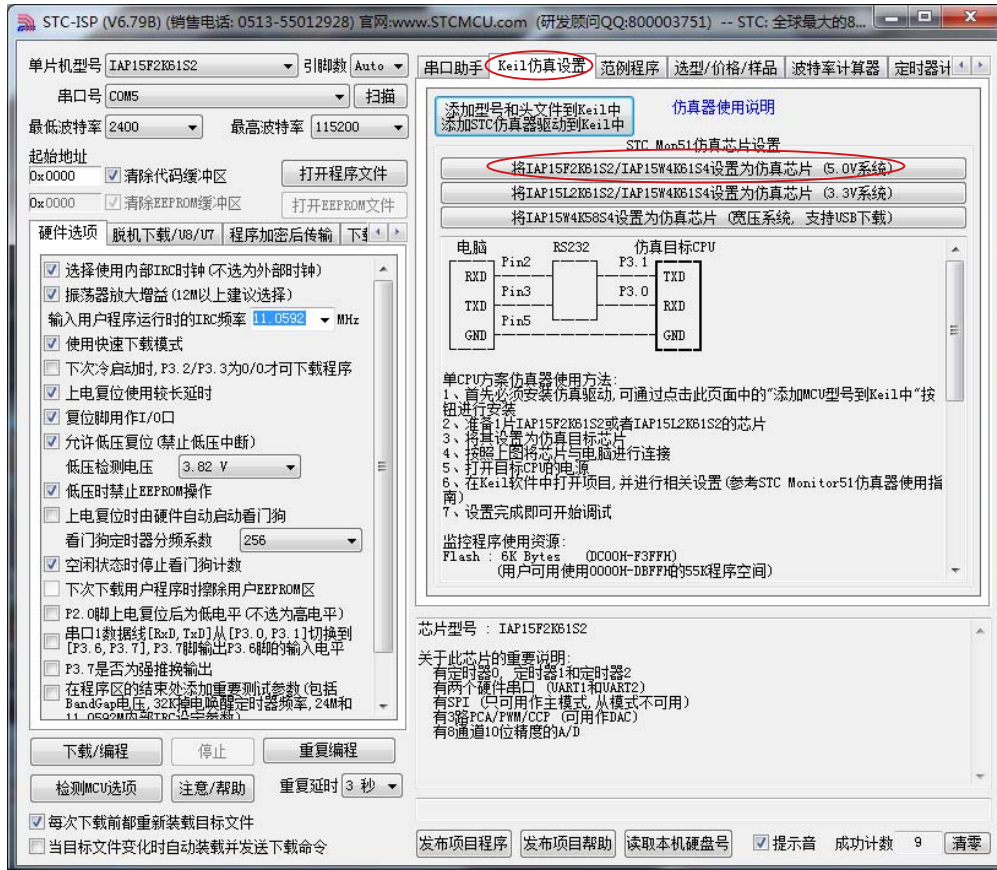 STC-ISP (V6.79B) (销售电话: 0513-55012928) 官网:www.STCMCU.com (研发顾问QQ:800003751) -- STC: 全球最大的8...
单片机型号 IAP15F2K61S2 引脚数 Auto
串口号 COM5 扫描
最低波特率 2400 最高波特率 115200
起始地址
0x0000 清除代码缓冲区 打开程序文件
0x0000 清除EEPROM缓冲区 打开EEPROM文件
硬件选项 脱机下载/U8/U7 程序加密后传输
选择使用内部IRC时钟(不选为外部时钟)
振荡器放大增益(12M以上建议选择)
输入用户程序运行时的IRC频率 11.0592 MHz
使用快速下载模式
下次冷启动时,P3.2/P3.3为0/0才可下载程序
上电复位使用较长延时
复位脚用作I/O口
允许低压复位(禁止低压中断)
低压检测电压 3.82 V
低压时禁止EEPROM操作
上电复位时由硬件自动启动看门狗
看门狗定时器分频系数 256
空闲状态时停止看门狗计数
下次下载用户程序时擦除用户EEPROM区
P2.0脚上电复位后为低电平(不选为高电平)
串口1数据线[RxD,TxD]从[P3.0,P3.1]切换到
[P3.6,P3.7],P3.7脚输出P3.6脚的输入电平
P3.7是否为强推换输出
在程序区的结束处添加重要测试参数(包括
BandGap电压,32K掉电唤醒定时器频率,24M和
11.0592M内部IRC设定参数)
下载/编程 停止 重复编程
检测MCU选项 注意/帮助 重复延时 3 秒
每次下载前都重新装载目标文件
当目标文件变化时自动装载并发送下载命令
串口助手 Keil仿真设置 范例程序 选型/价格/样品 波特率计算器 定时器计
添加型号和头文件到Keil中
添加STC仿真器驱动到Keil中
仿真器使用说明
STC Mon51仿真芯片设置
将IAP15F2K61S2/IAP15W4K61S4设置为仿真芯片 (5.0V系统)
将IAP15L2K61S2/IAP15W4K61S4设置为仿真芯片 (3.3V系统)
将IAP15W4K58S4设置为仿真芯片 (宽压系统, 支持USB下载)
电脑 RS232 仿真目标CPU
Pin2 P3.1
RXD TXD
Pin3 P3.0
TXD RXD
Pin5
GND GND
单CPU方案仿真器使用方法:
1、首先必须安装仿真驱动,可通过点击此页面中的"添加MCU型号到Keil中"按
钮进行安装
2、准备1片IAP15F2K61S2或者IAP15L2K61S2的芯片
3、将其设置为仿真目标芯片
4、按照上图将芯片与电脑进行连接
5、打开目标CPU的电源
6、在Keil软件中打开项目,并进行相关设置(参考STC Monitor51仿真器使用指
南)
7、设置完成即可开始调试
监控程序使用资源:
Flash : 6K Bytes (DC00H-F3FFH)
(用户可用使用0000H-DBFFH的55K程序空间)
芯片型号 : IAP15F2K61S2
关于此芯片的重要说明:
有定时器0、定时器1和定时器2
有两个硬件串口 (UART1和UART2)
有SPI (只可用作主模式,从模式不可用)
有3路PCA/PWM/CCP (可用作DAC)
有8通道10位精度的A/D
发布项目程序 发布项目帮助 读取本机硬盘号 提示音 成功计数 9 清零